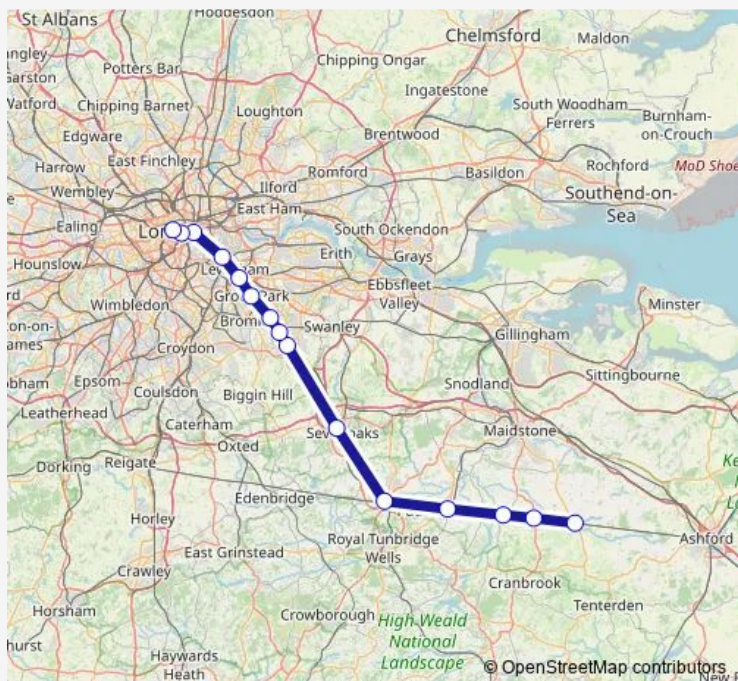 St Albans
Hoddesdon
Chelmsford
Maldon
Potters Bar
Chipping Ongar
Chipping Barnet
Ingatestone
Loughton
South Woodham
Ferrers
Burnham-
on-Crouch
Edgware
Brentwood
East Finchley
Harrow
Romford
Basildon
Rochford
MoD Shoe
Wembley
Ilford
Southend-on-
Sea
East Ham
Ealing
South Ockendon
Hounslow
Erith
Grays
Ebbsfleet
Valley
Minster
Wimbledon
Swanley
Gillingham
Croydon
Sittingbourne
Epsom
Coulsdon
Biggin Hill
Snodland
Leatherhead
Caterham
Maidstone
Oxted
Dorking
Reigate
Edenbridge
Horley
Royal Tunbridge
Wells
Ashford
East Grinstead
Crawley
Cranbrook
Tenterden
Horsham
Crowborough
High Weald
National
Landscape
Haywards
Heath
© OpenStreetMap contributors